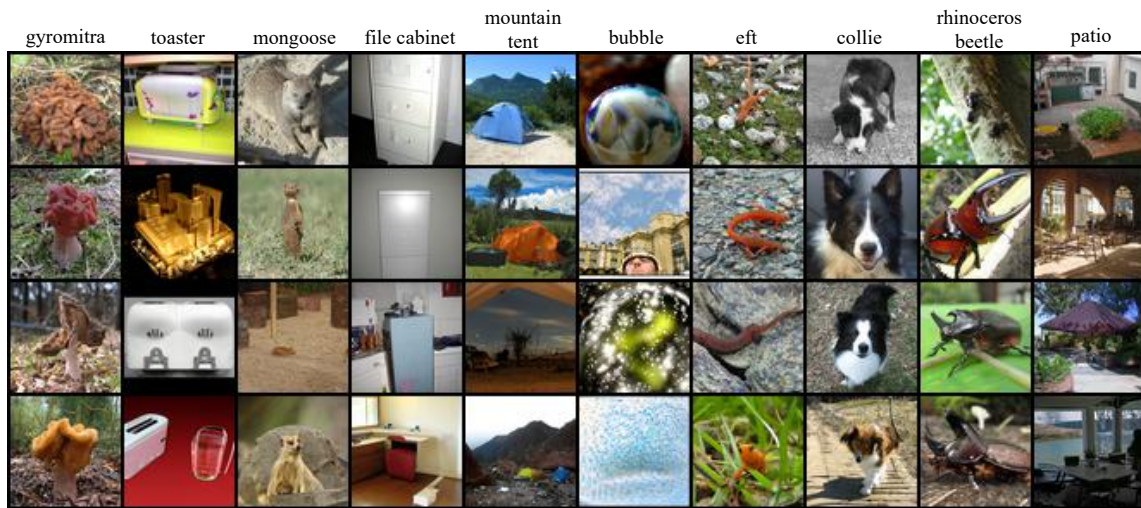 gyromitra
toaster
mongoose
file cabinet
mountain
tent
bubble
eft
collie
rhinoceros
beetle
patio